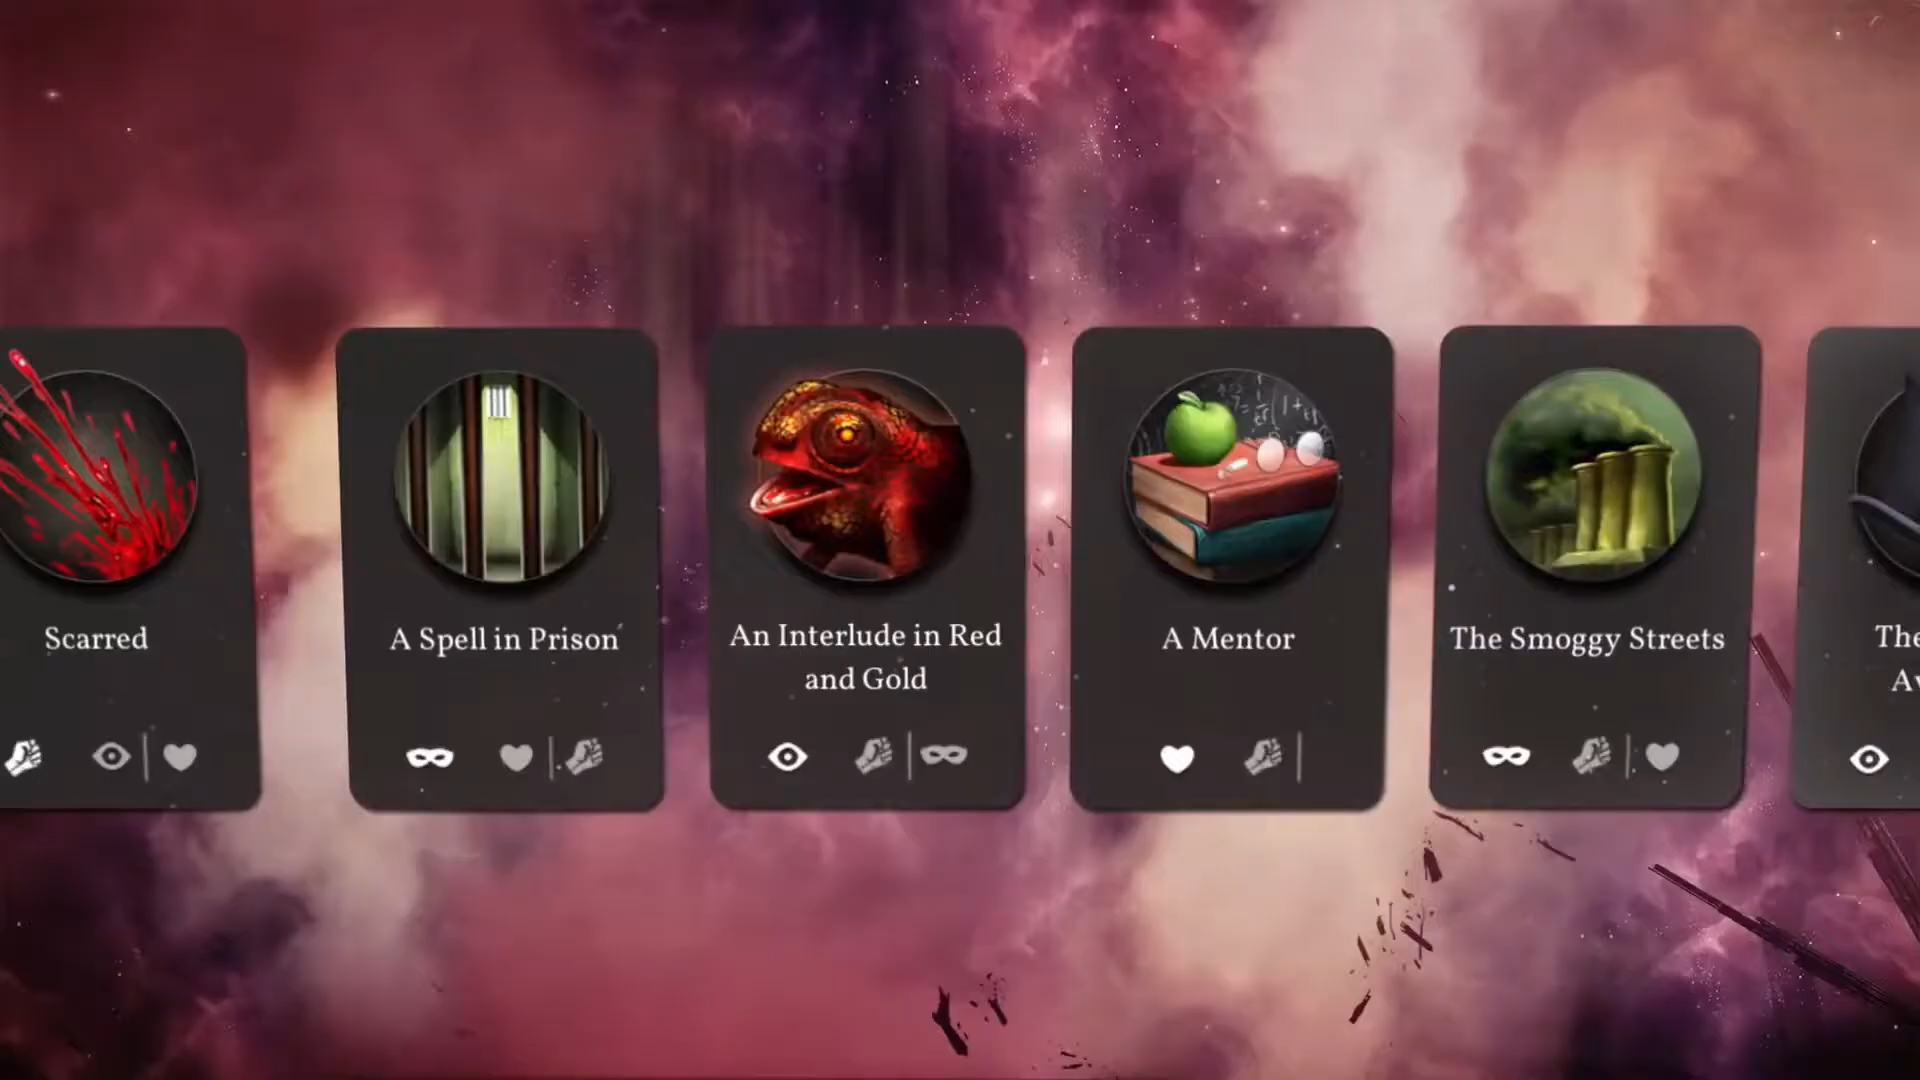 Scarred
A Spell in Prison
An Interlude in Red
and Gold
A Mentor
The Smoggy Streets
The